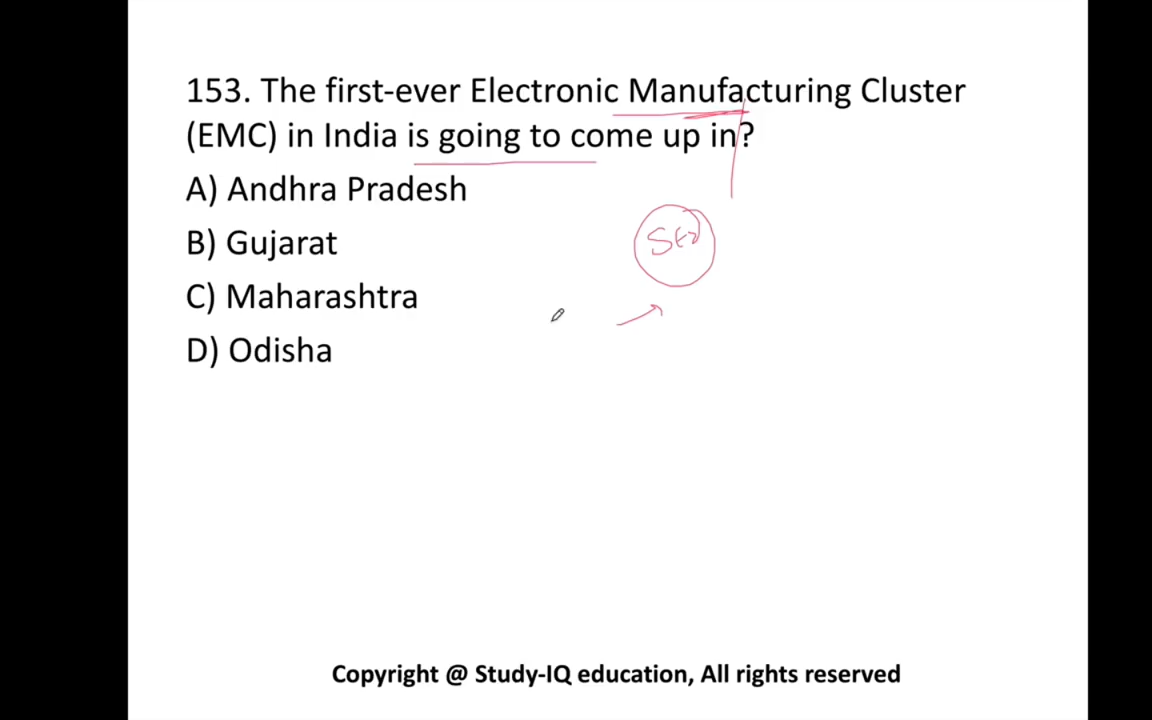 153. The first-ever Electronic Manufacturing Cluster
(EMC) in India is going to come up in?
A) Andhra Pradesh
B) Gujarat
C) Maharashtra
D) Odisha
Copyright @ Study-IQ education, All rights reserved